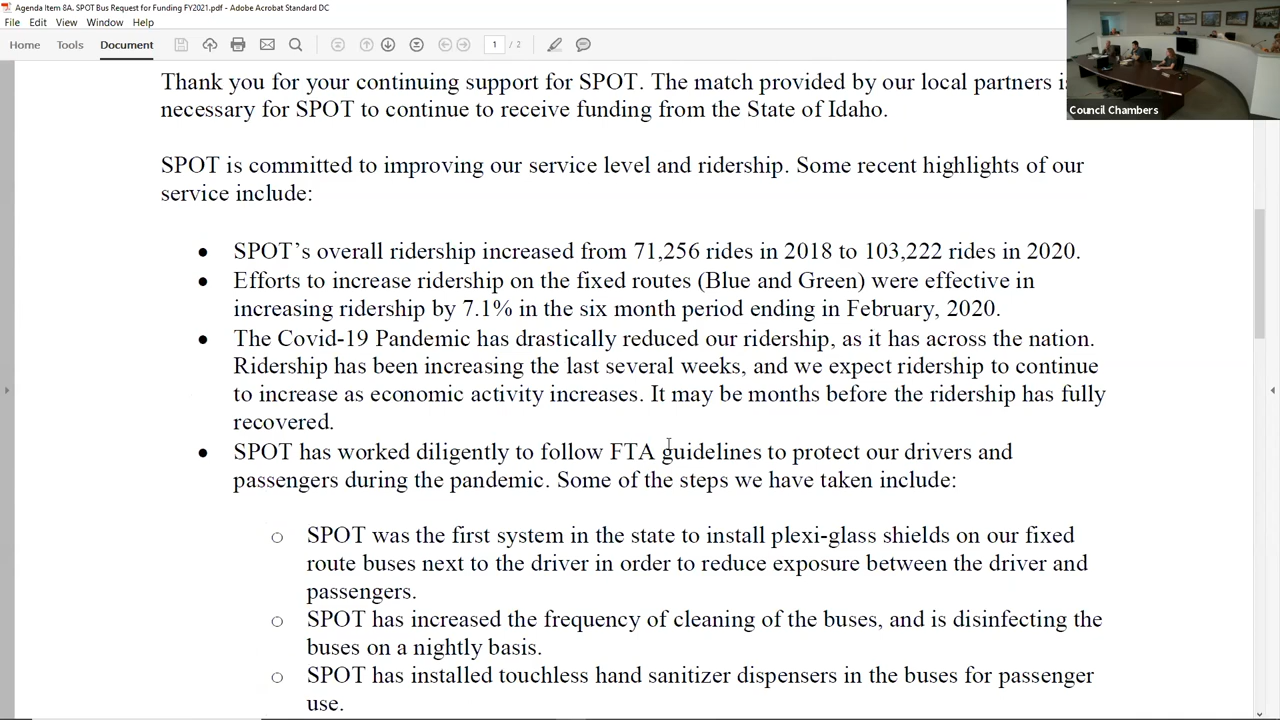 Agenda Item 8A. SPOT Bus Request for Funding FY2021.pdf - Adobe Acrobat Standard DC
File Edit View Window Help
Home Tools Document 1 / 2
Thank you for your continuing support for SPOT. The match provided by our local partners is
necessary for SPOT to continue to receive funding from the State of Idaho.
Council Chambers
SPOT is committed to improving our service level and ridership. Some recent highlights of our
service include:
• SPOT’s overall ridership increased from 71,256 rides in 2018 to 103,222 rides in 2020.
• Efforts to increase ridership on the fixed routes (Blue and Green) were effective in
increasing ridership by 7.1% in the six month period ending in February, 2020.
• The Covid-19 Pandemic has drastically reduced our ridership, as it has across the nation.
Ridership has been increasing the last several weeks, and we expect ridership to continue
to increase as economic activity increases. It may be months before the ridership has fully
recovered.
• SPOT has worked diligently to follow FTA guidelines to protect our drivers and
passengers during the pandemic. Some of the steps we have taken include:
○ SPOT was the first system in the state to install plexi-glass shields on our fixed
route buses next to the driver in order to reduce exposure between the driver and
passengers.
○ SPOT has increased the frequency of cleaning of the buses, and is disinfecting the
buses on a nightly basis.
○ SPOT has installed touchless hand sanitizer dispensers in the buses for passenger
use.